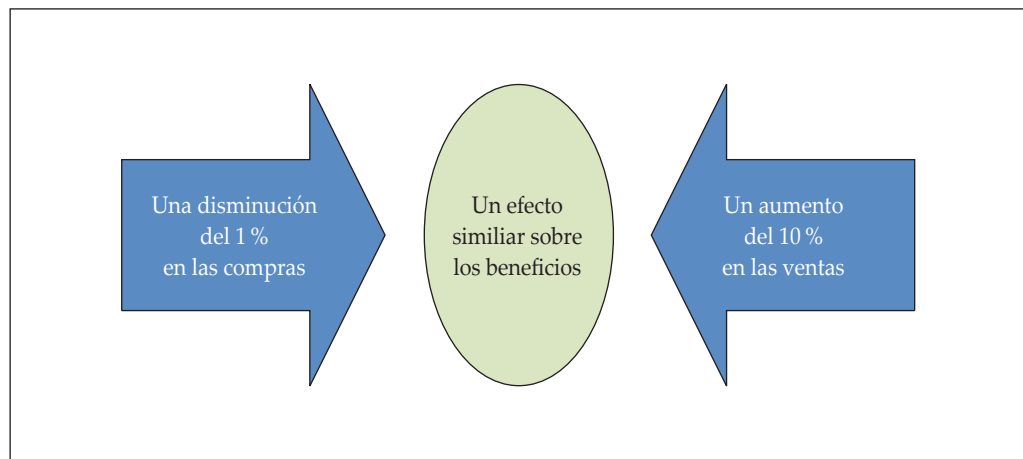 Una disminución
del 1 %
en las compras
Un efecto
similiar sobre
los beneficios
Un aumento
del 10 %
en las ventas